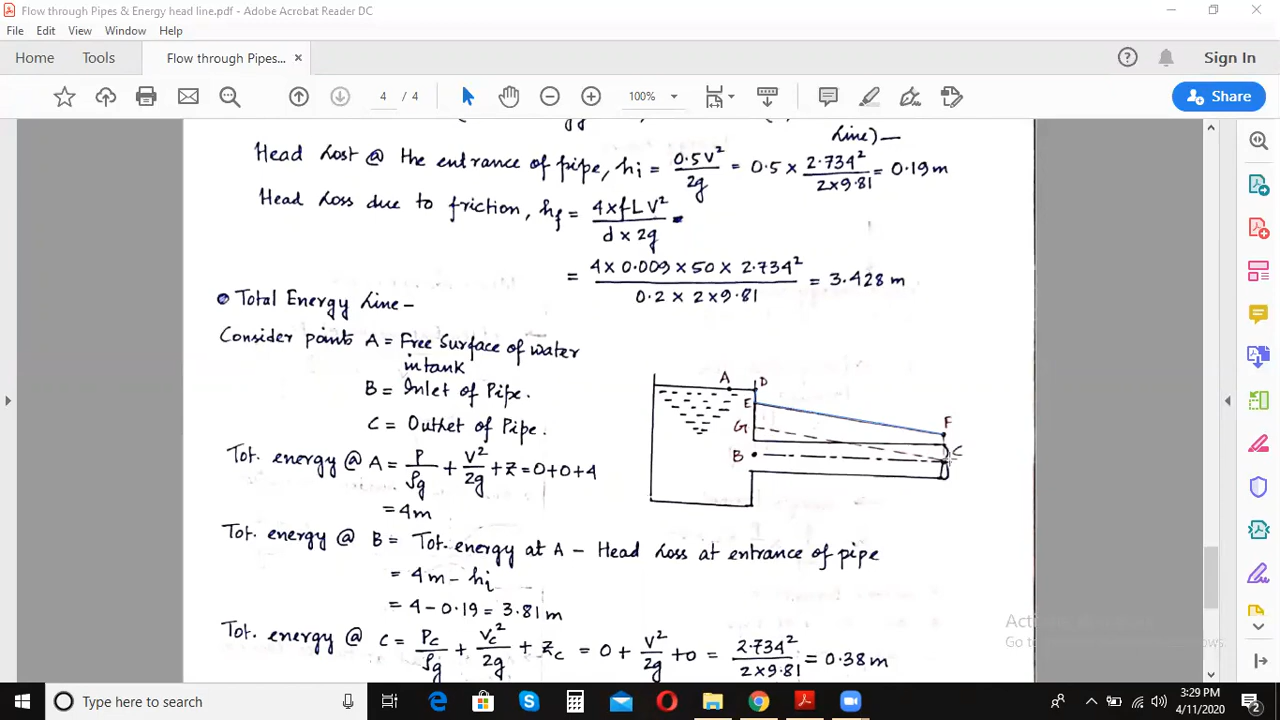 Flow through Pipes & Energy head line.pdf - Adobe Acrobat Reader DC
File Edit View Window Help
Home Tools Flow through Pipes... × Sign In
4 / 4 100% Share
Line)—
Head Lost @ the entrance of pipe, hi = 0.5V²/2g = 0.5 × 2.734²/2×9.81 = 0.19 m
Head Loss due to friction, hf = 4×fLV²/d×2g
= 4×0.009×50×2.734²/0.2×2×9.81 = 3.428 m
Total Energy Line –
Consider points A = Free Surface of water
in tank
B = Inlet of Pipe.
C = Outlet of Pipe.
A D
E
G
B
F
C
Tot. energy @ A = P/ρg + V²/2g + Z = 0+0+4
= 4m
Tot. energy @ B = Tot. energy at A – Head Loss at entrance of pipe
= 4m – hi
= 4 – 0.19 = 3.81 m
Tot. energy @ C = Pc/ρg + Vc²/2g + Zc = 0 + V²/2g + 0 = 2.734²/2×9.81 = 0.38 m
Type here to search
3:29 PM
4/11/2020
2